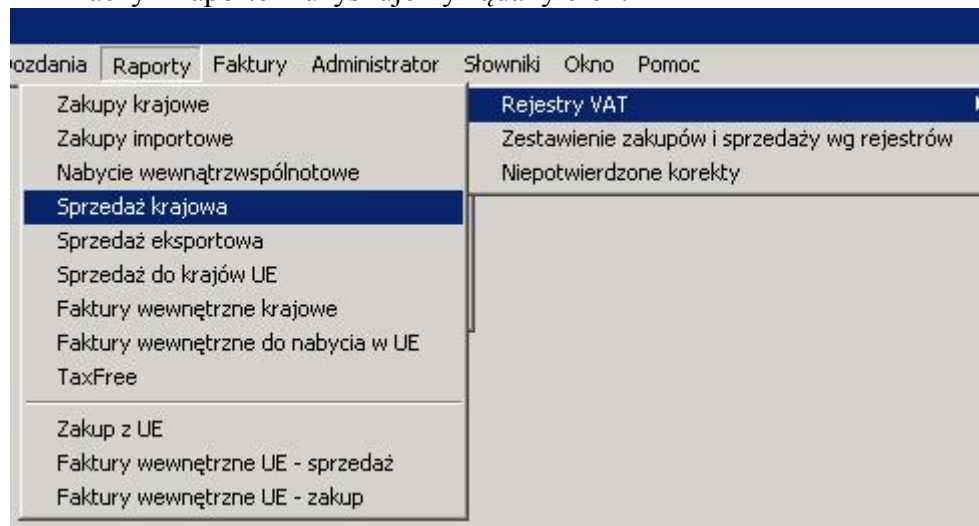 Raporty Faktury Administrator Słowniki Okno Pomoc
Zakupy krajowe
Zakupy importowe
Nabycie wewnątrzwspólnotowe
Sprzedaż krajowa
Sprzedaż eksportowa
Sprzedaż do krajów UE
Faktury wewnętrzne krajowe
Faktury wewnętrzne do nabycia w UE
TaxFree
Zakup z UE
Faktury wewnętrzne UE - sprzedaż
Faktury wewnętrzne UE - zakup
Rejestry VAT
Zestawienie zakupów i sprzedaży wg rejestrów
Niepotwierdzone korekty